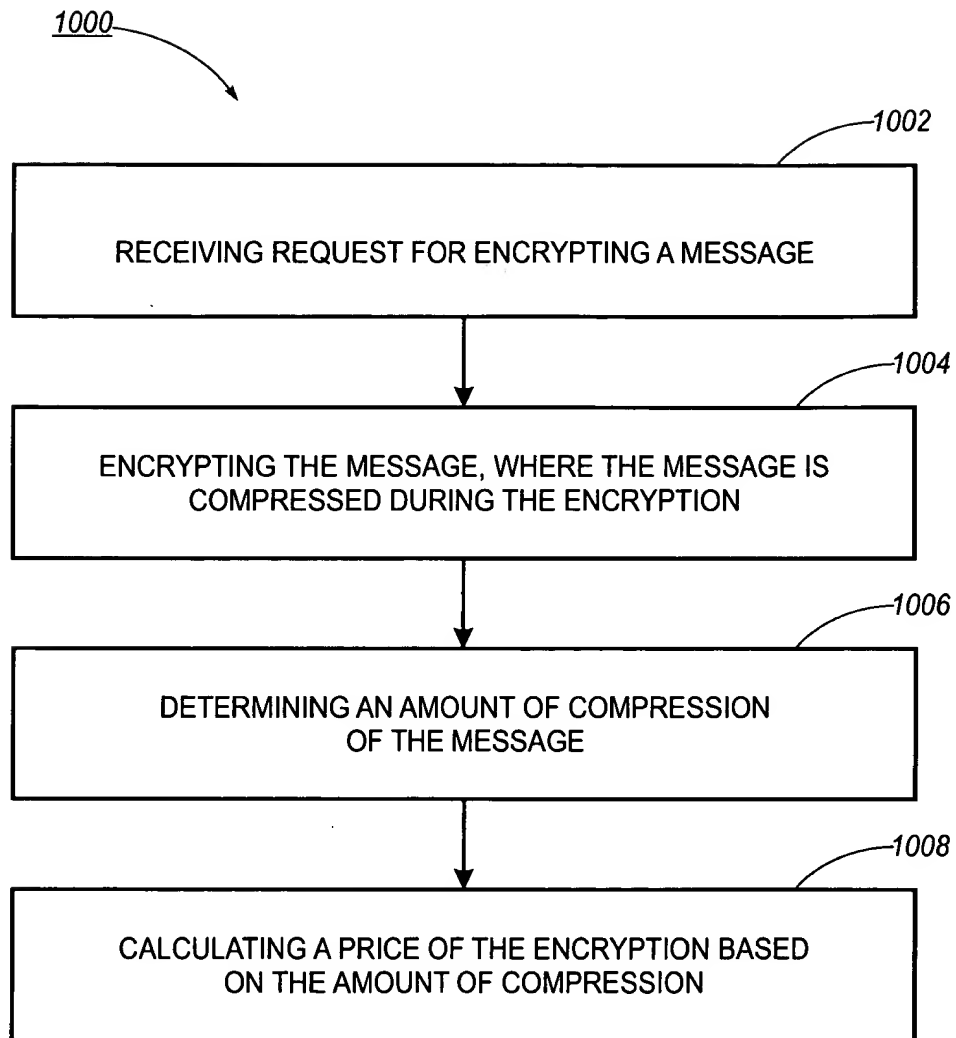 1000
1002
RECEIVING REQUEST FOR ENCRYPTING A MESSAGE
1004
ENCRYPTING THE MESSAGE, WHERE THE MESSAGE IS
COMPRESSED DURING THE ENCRYPTION
1006
DETERMINING AN AMOUNT OF COMPRESSION
OF THE MESSAGE
1008
CALCULATING A PRICE OF THE ENCRYPTION BASED
ON THE AMOUNT OF COMPRESSION